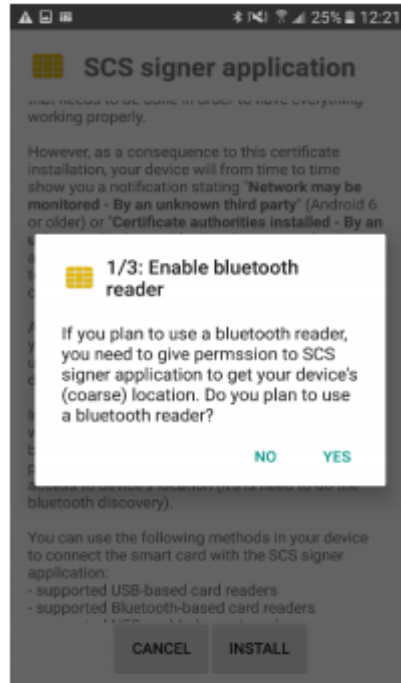 25% 12:21
SCS signer application
that needs to be done in order to have everything
working properly.
However, as a consequence to this certificate
installation, your device will from time to time
show you a notification stating "Network may be
monitored - By an unknown third party" (Android 6
or older) or "Certificate authorities installed - By an
1/3: Enable bluetooth
reader
If you plan to use a bluetooth reader,
you need to give permssion to SCS
signer application to get your device's
(coarse) location. Do you plan to use
a bluetooth reader?
NO YES
bluetooth discovery).
You can use the following methods in your device
to connect the smart card with the SCS signer
application:
- supported USB-based card readers
- supported Bluetooth-based card readers
CANCEL INSTALL